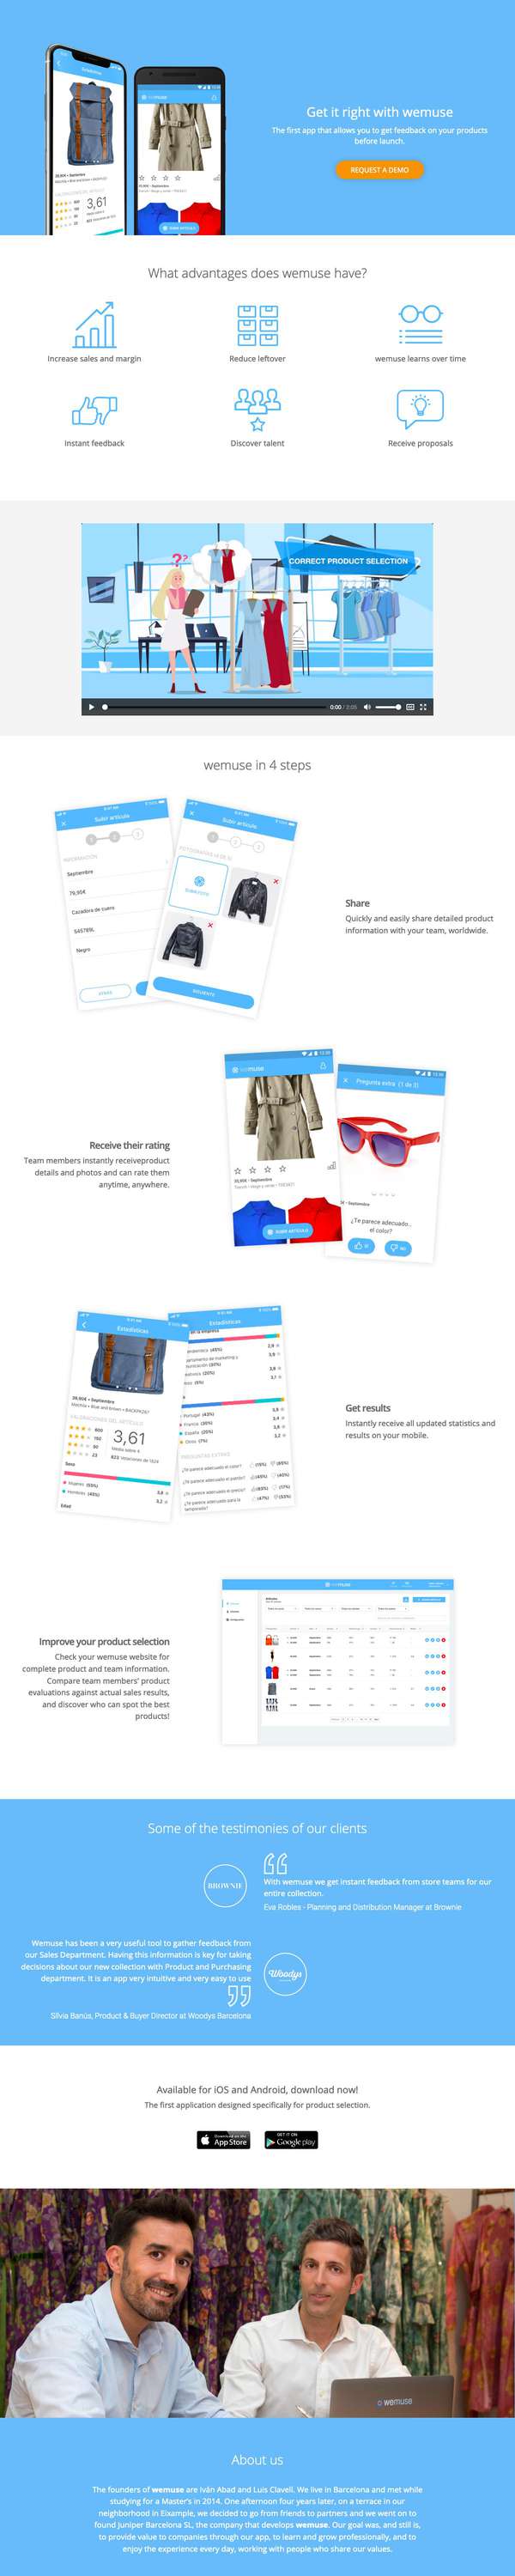 Get it right with wemuse
The first app that allows you to get feedback on your products
before launch.
REQUEST A DEMO
3,61
What advantages does wemuse have?
Increase sales and margin
Reduce leftover
wemuse learns over time
Instant feedback
Discover talent
Receive proposals
??
CORRECT PRODUCT SELECTION
0:00 / 2:05
wemuse in 4 steps
Subir artículo
Subir artículo
Septiembre
79,95€
Cazadora de cuero
Negro
SIGUIENTE
Share
Quickly and easily share detailed product
information with your team, worldwide.
wemuse
Pregunta extra (1 de 3)
SUBIR ARTÍCULO
¿Te parece adecuado...
el color?
Receive their rating
Team members instantly receiveproduct
details and photos and can rate them
anytime, anywhere.
Estadísticas
Estadísticas
3,61
Get results
Instantly receive all updated statistics and
results on your mobile.
Improve your product selection
Check your wemuse website for
complete product and team information.
Compare team members' product
evaluations against actual sales results,
and discover who can spot the best
products!
Some of the testimonies of our clients
BROWNIE
With wemuse we get instant feedback from store teams for our
entire collection.
Eva Robles - Planning and Distribution Manager at Brownie
Wemuse has been a very useful tool to gather feedback from
our Sales Department. Having this information is key for taking
decisions about our new collection with Product and Purchasing
department. It is an app very intuitive and very easy to use
Woodys
Silvia Banús, Product & Buyer Director at Woodys Barcelona
Available for iOS and Android, download now!
The first application designed specifically for product selection.
Download on the
App Store
GET IT ON
Google play
wemuse
About us
The founders of wemuse are Iván Abad and Luis Clavell. We live in Barcelona and met while
studying for a Master's in 2014. One afternoon four years later, on a terrace in our
neighborhood in Eixample, we decided to go from friends to partners and we went on to
found Juniper Barcelona SL, the company that develops wemuse. Our goal was, and still is,
to provide value to companies through our app, to learn and grow professionally, and to
enjoy the experience every day, working with people who share our values.